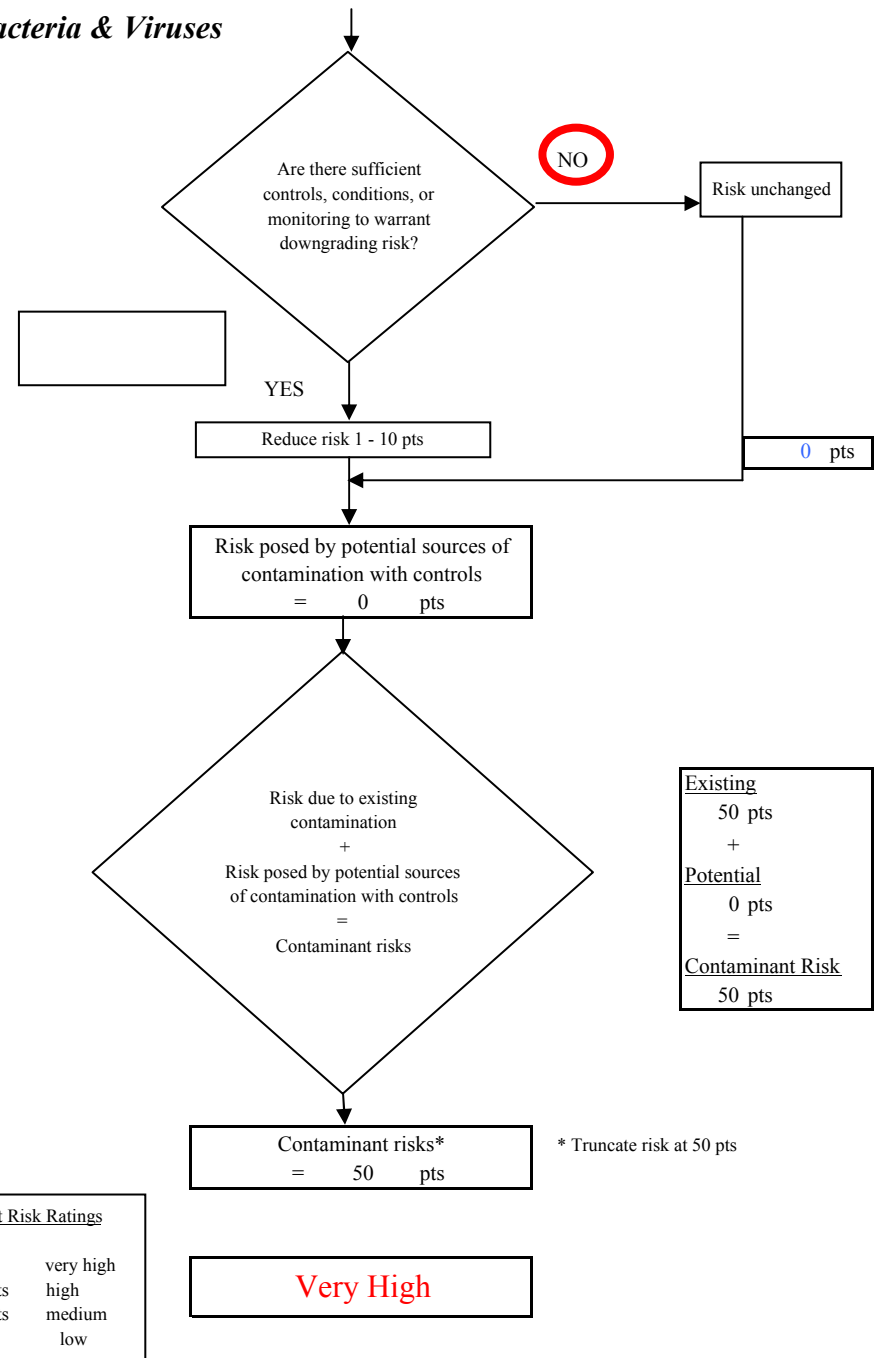 & Viruses
Are there sufficient
controls, conditions, or
monitoring to warrant
downgrading risk?
NO
Risk unchanged
YES
Reduce risk 1 - 10 pts
0 pts
Risk posed by potential sources of
contamination with controls
= 0 pts
Risk due to existing
contamination
+
Risk posed by potential sources
of contamination with controls
=
Contaminant risks
Existing
50 pts
+
Potential
0 pts
=
Contaminant Risk
50 pts
Contaminant risks*
= 50 pts
* Truncate risk at 50 pts
Risk Ratings
very high
high
medium
low
Very High